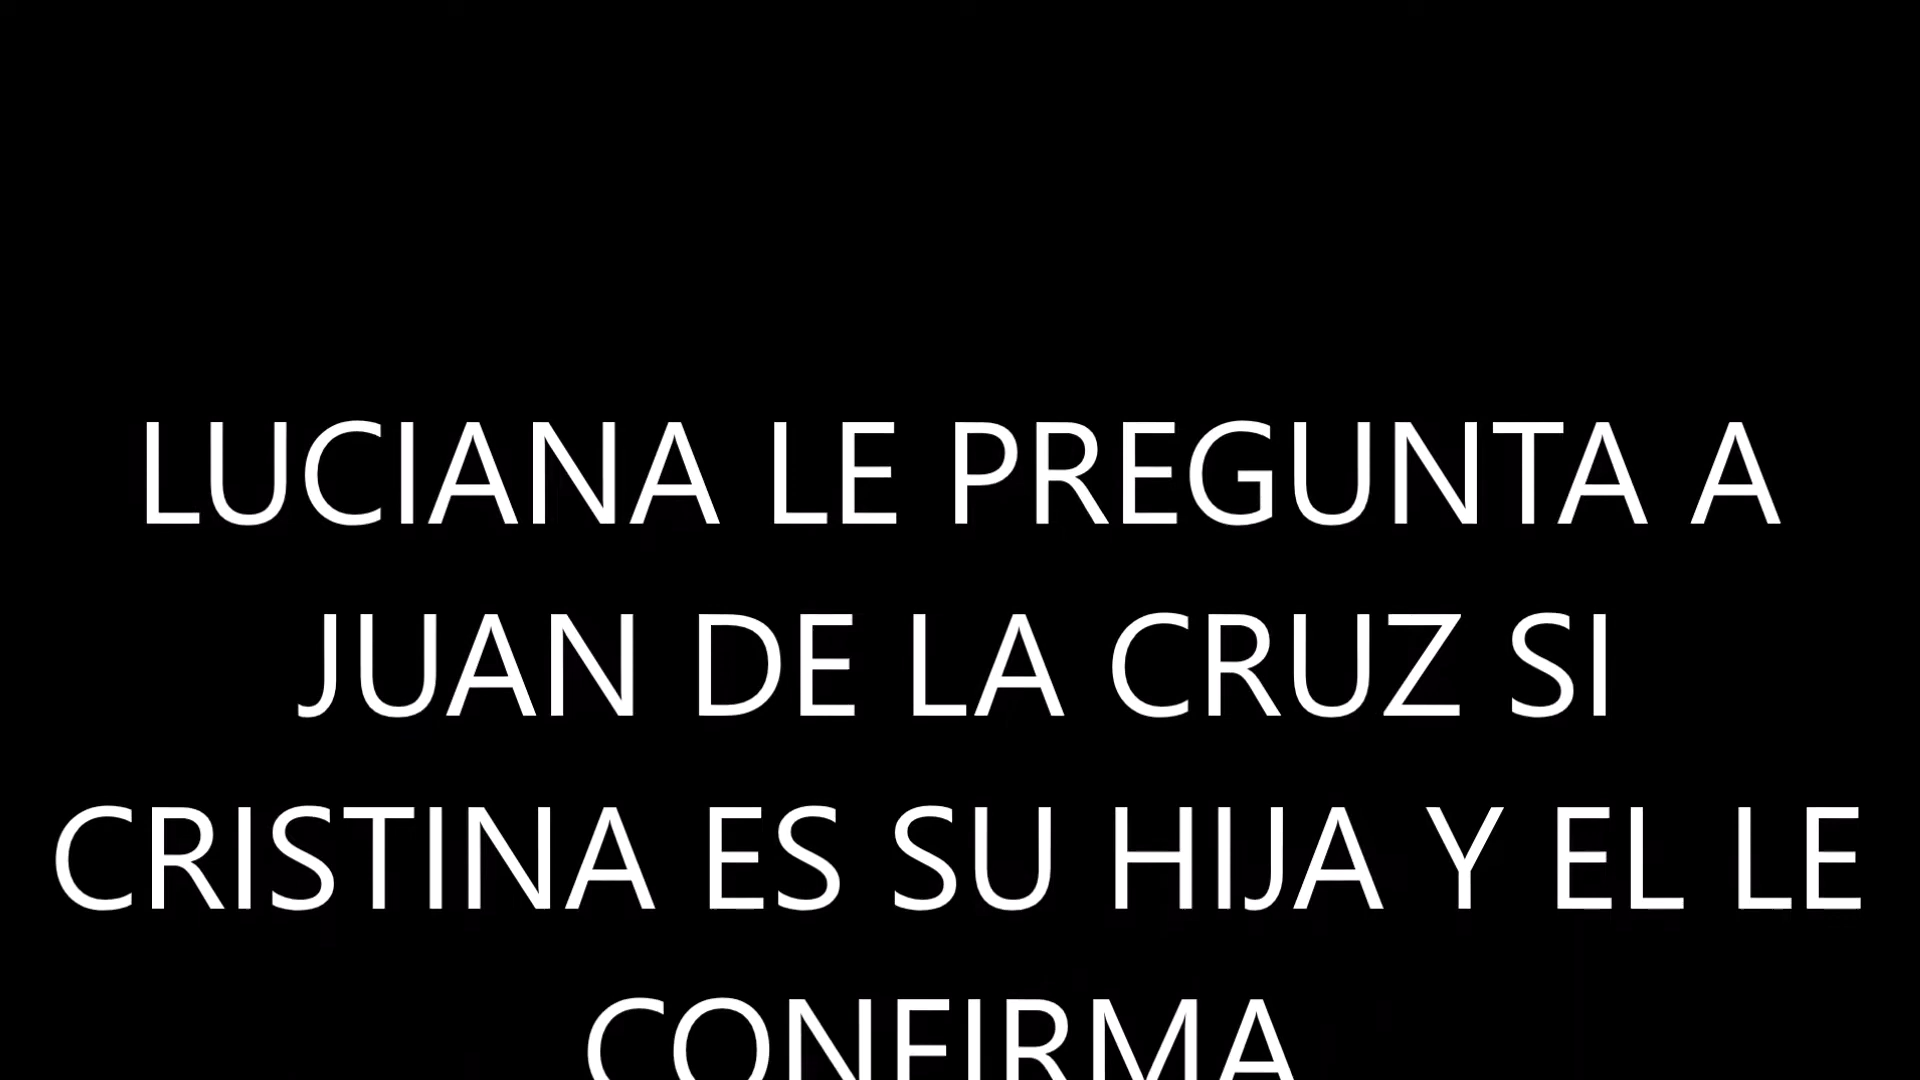 LUCIANA LE PREGUNTA A
JUAN DE LA CRUZ SI
CRISTINA ES SU HIJA Y EL LE
CONFIRMA